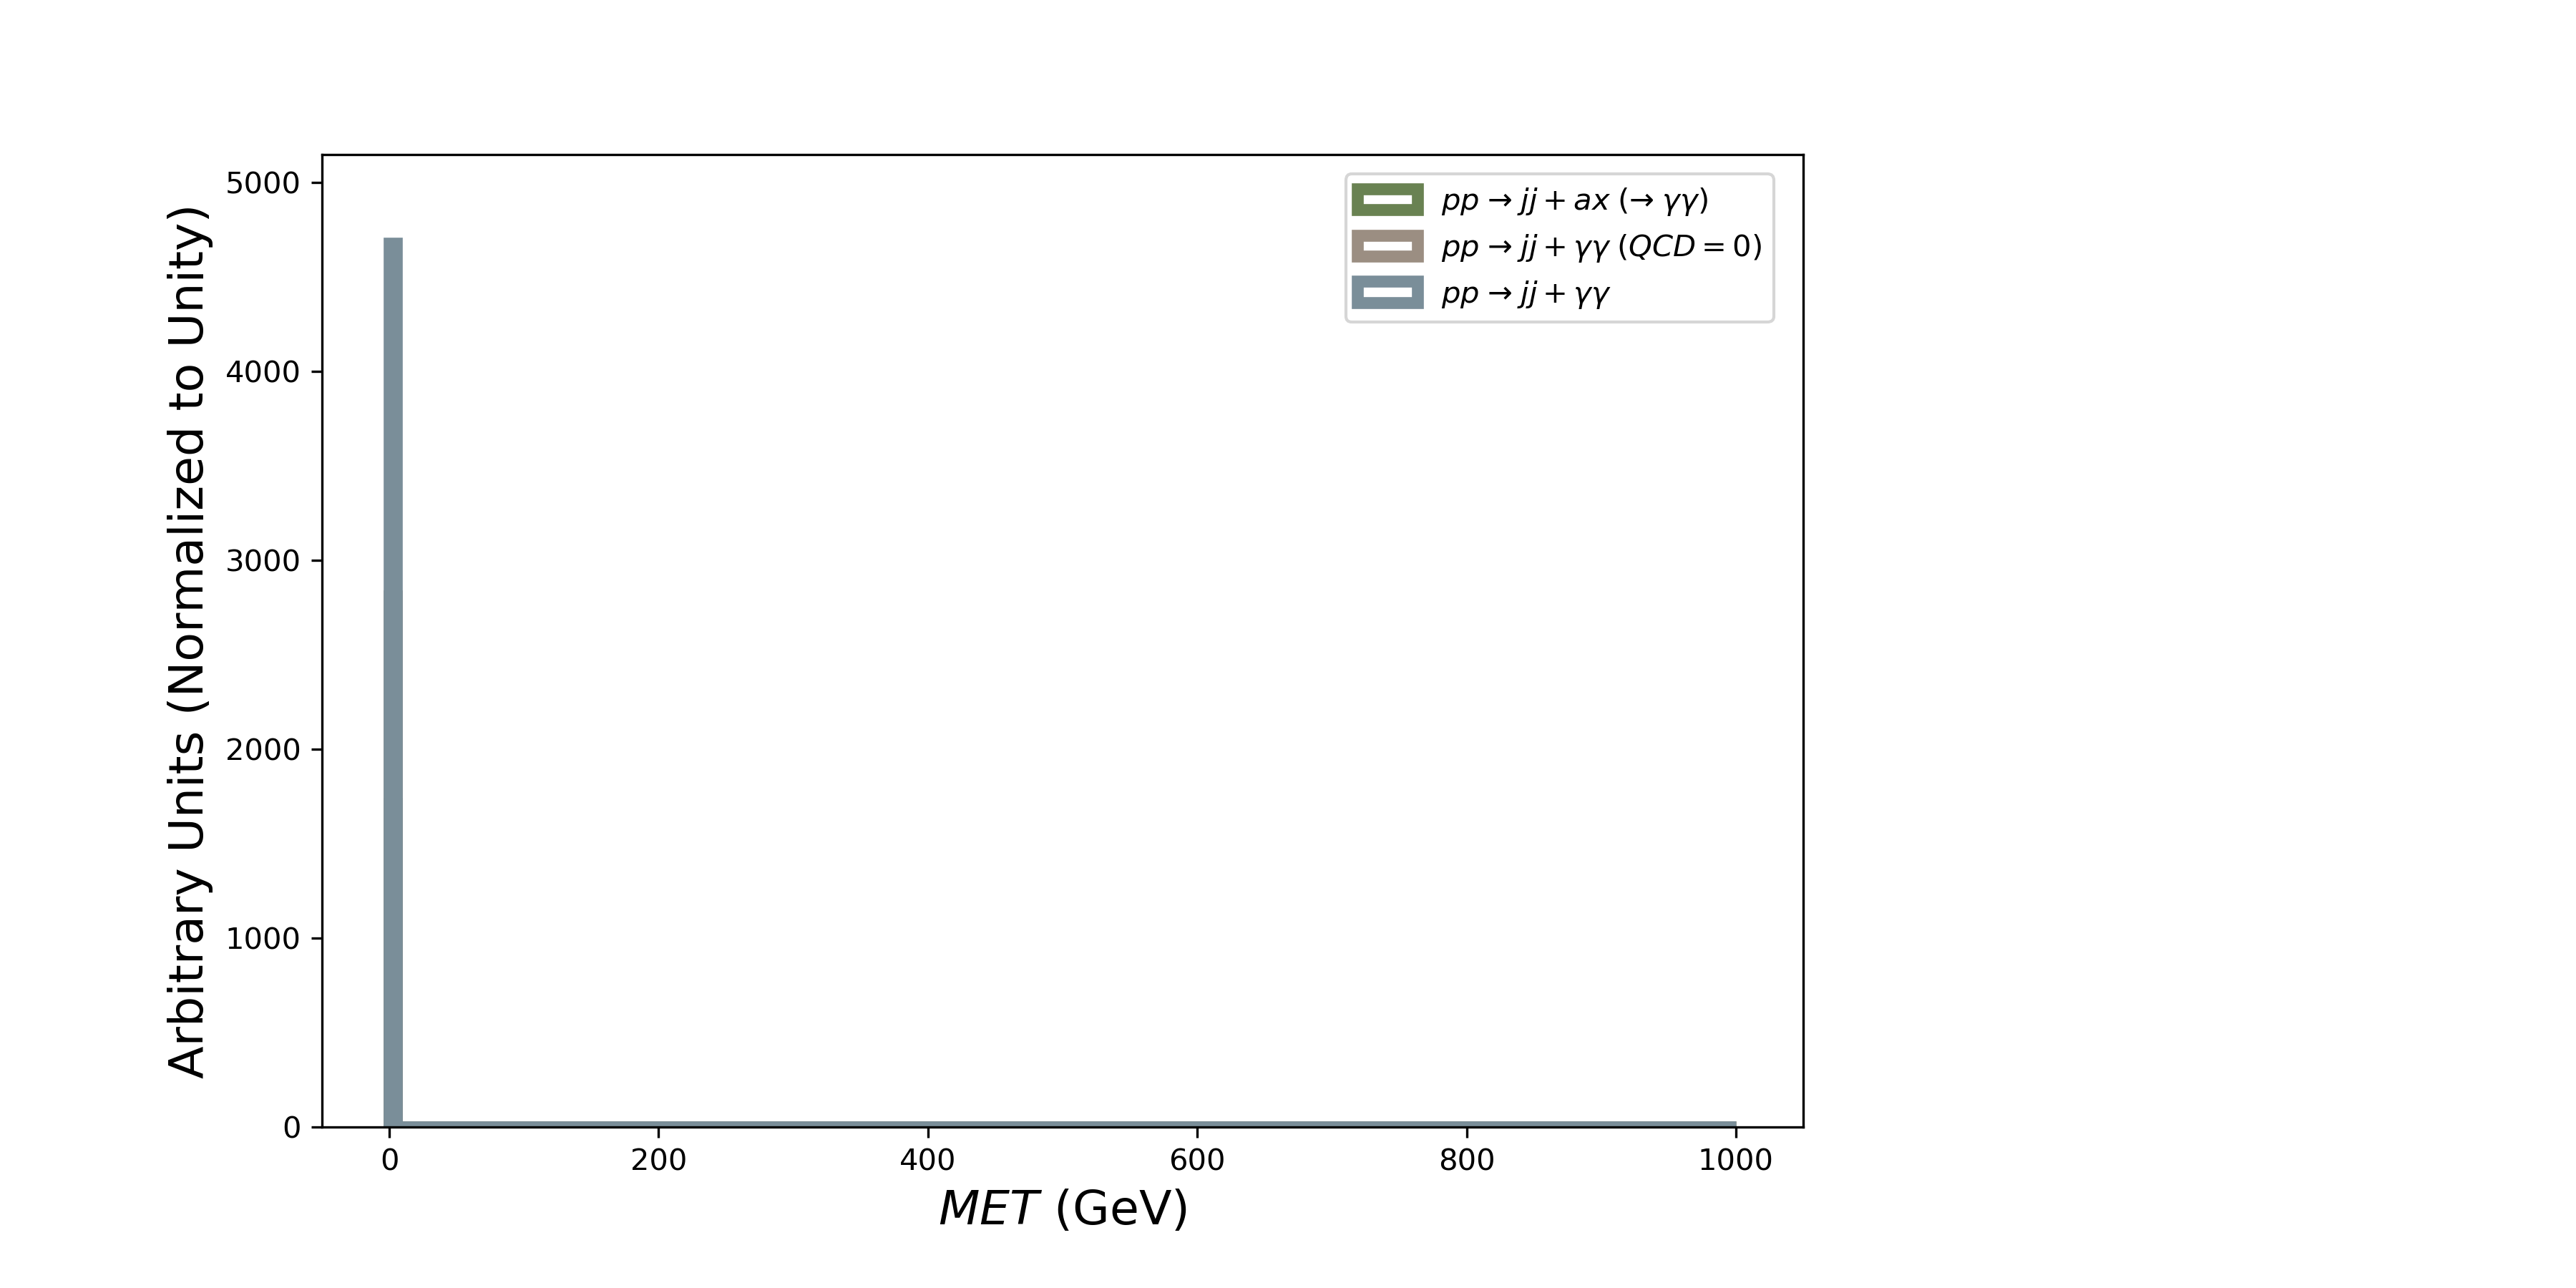 pp → jj + ax (→ γγ)
pp → jj + γγ (QCD = 0)
pp → jj + γγ
Arbitrary Units (Normalized to Unity)
5000
4000
3000
2000
1000
0
0 200 400 600 800 1000
MET (GeV)